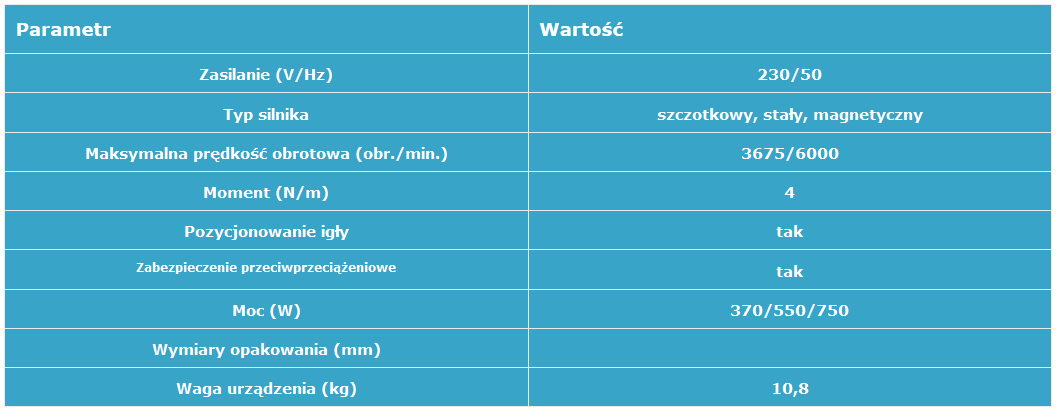 Parametr Wartość
Zasilanie (V/Hz) 230/50
Typ silnika szczotkowy, stały, magnetyczny
Maksymalna prędkość obrotowa (obr./min.) 3675/6000
Moment (N/m) 4
Pozycjonowanie igły tak
Zabezpieczenie przeciwprzeciążeniowe tak
Moc (W) 370/550/750
Wymiary opakowania (mm)
Waga urządzenia (kg) 10,8